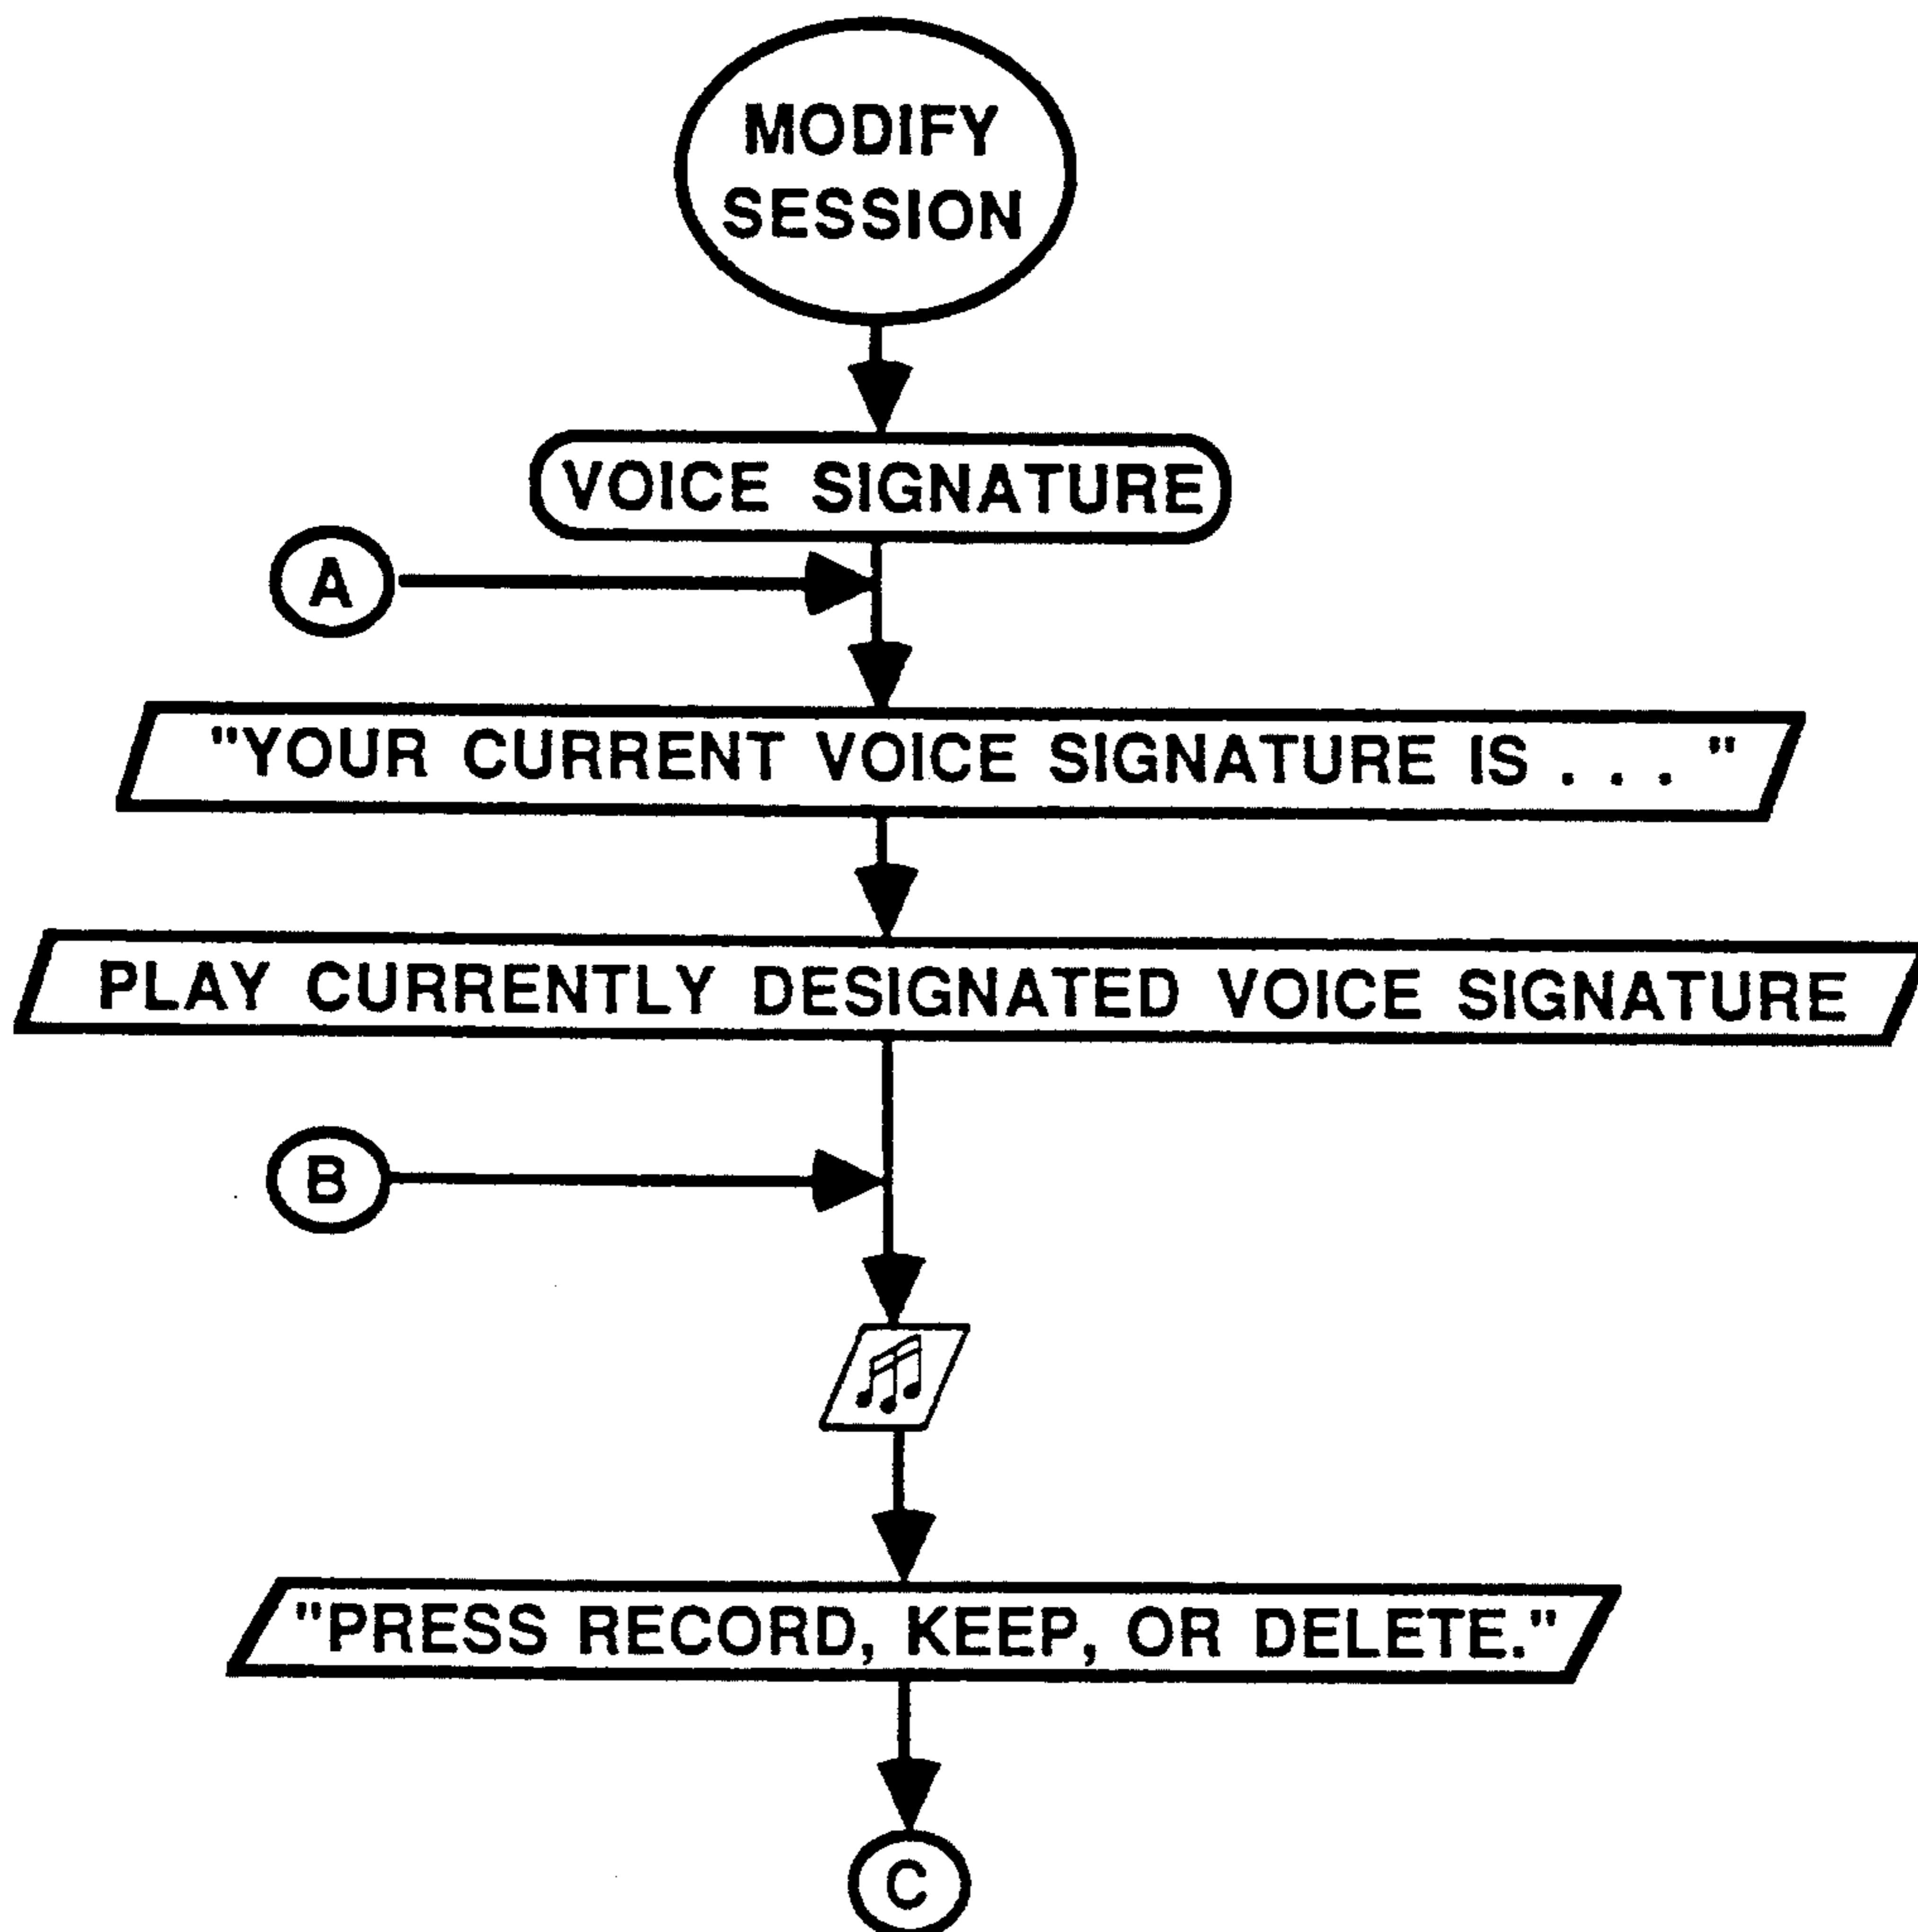 MODIFY
SESSION
VOICE SIGNATURE
A
"YOUR CURRENT VOICE SIGNATURE IS . . . "
PLAY CURRENTLY DESIGNATED VOICE SIGNATURE
B
"PRESS RECORD, KEEP, OR DELETE."
C